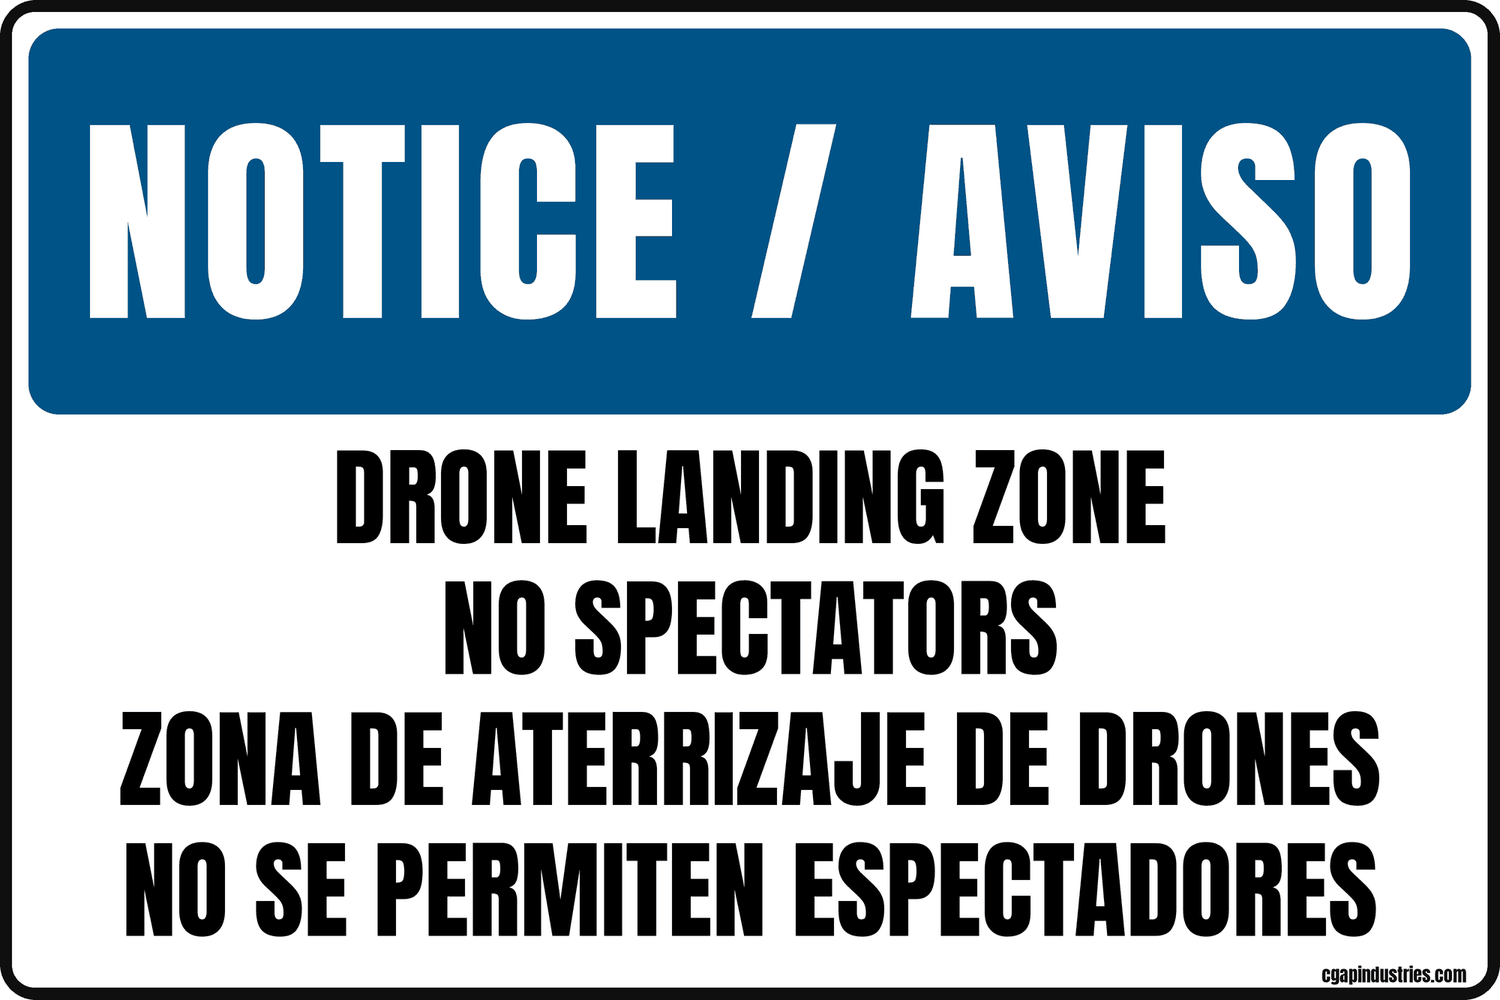 NOTICE / AVISO
DRONE LANDING ZONE
NO SPECTATORS
ZONA DE ATERRIZAJE DE DRONES
NO SE PERMITEN ESPECTADORES
cgapindustries.com